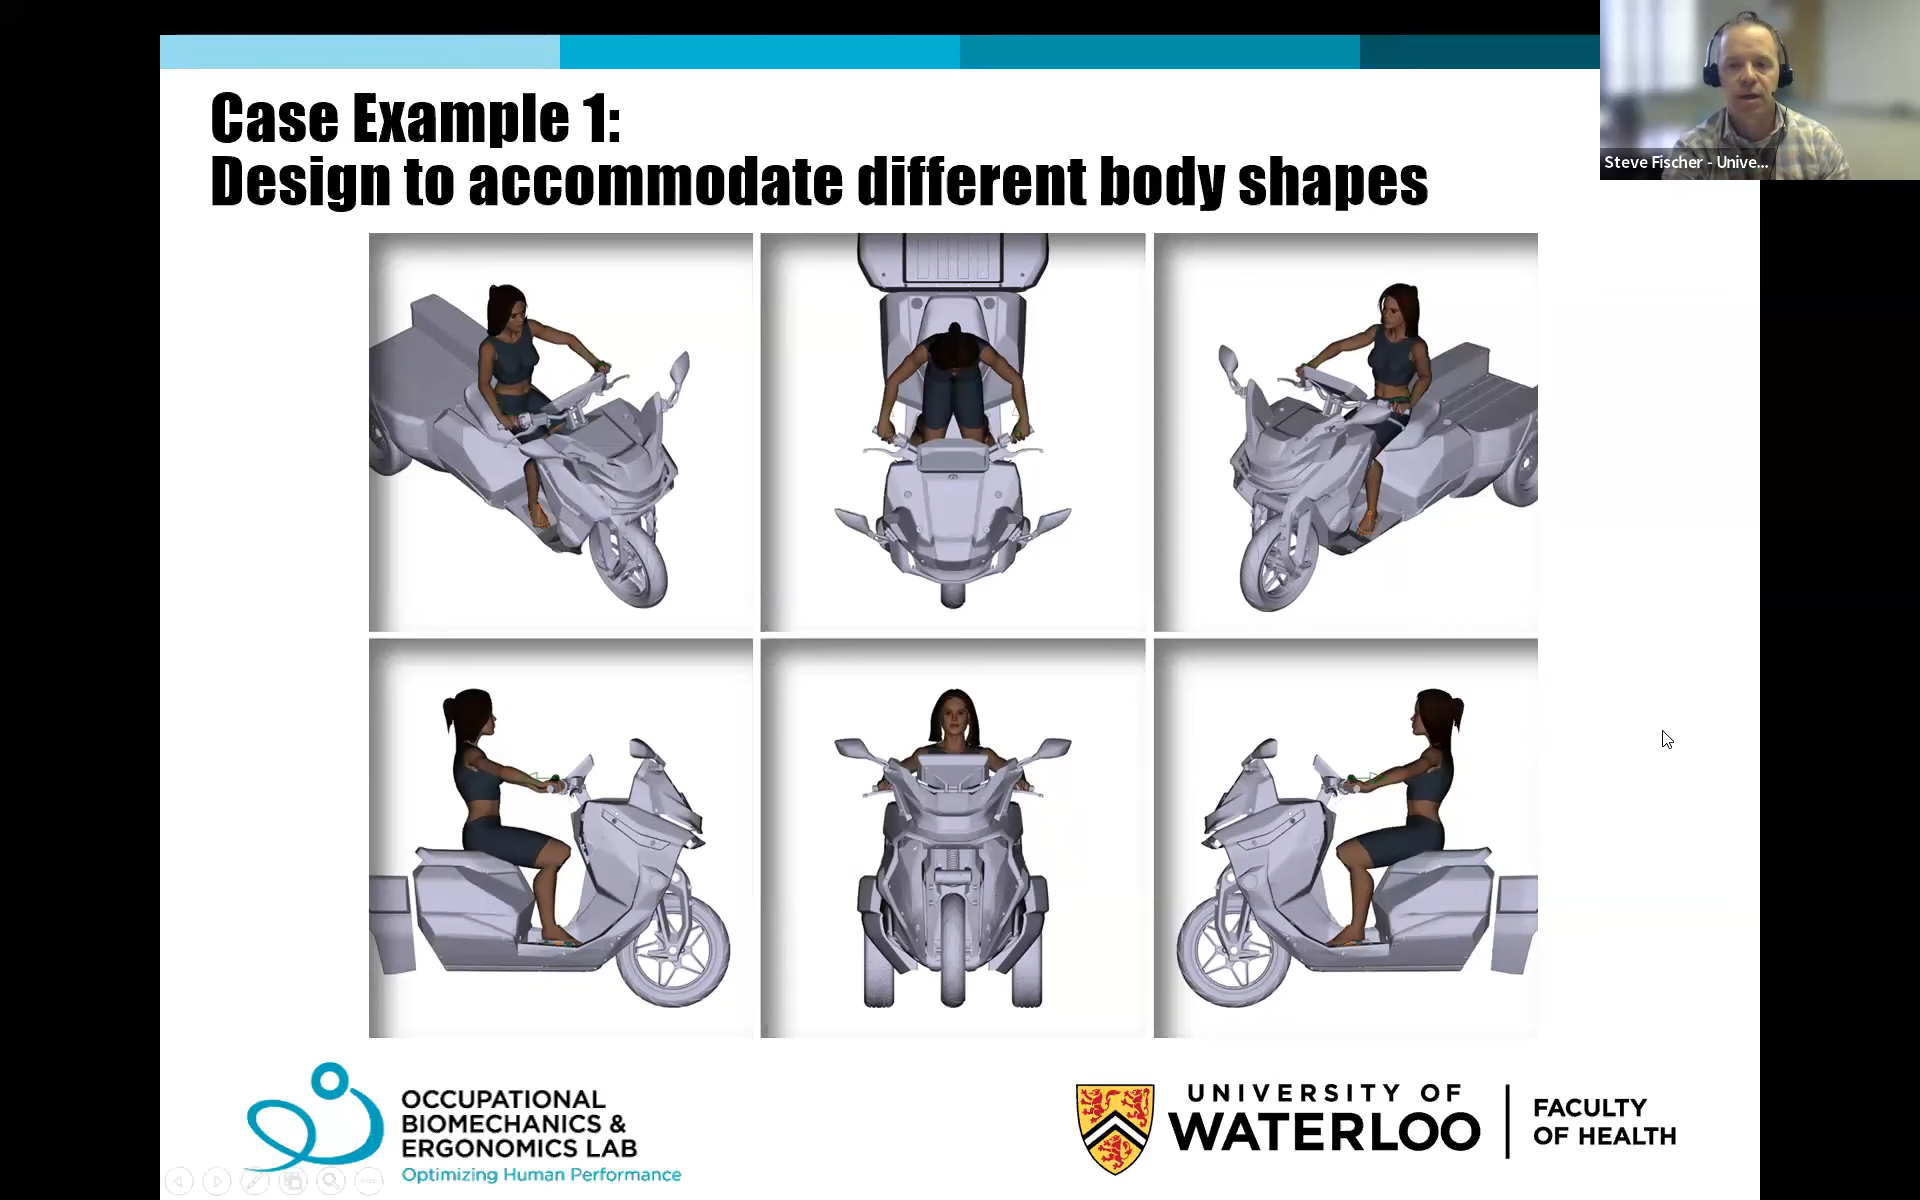 Case Example 1:
Design to accommodate different body shapes
Steve Fischer - Unive...
OCCUPATIONAL
BIOMECHANICS &
ERGONOMICS LAB
Optimizing Human Performance
UNIVERSITY OF
WATERLOO
FACULTY
OF HEALTH